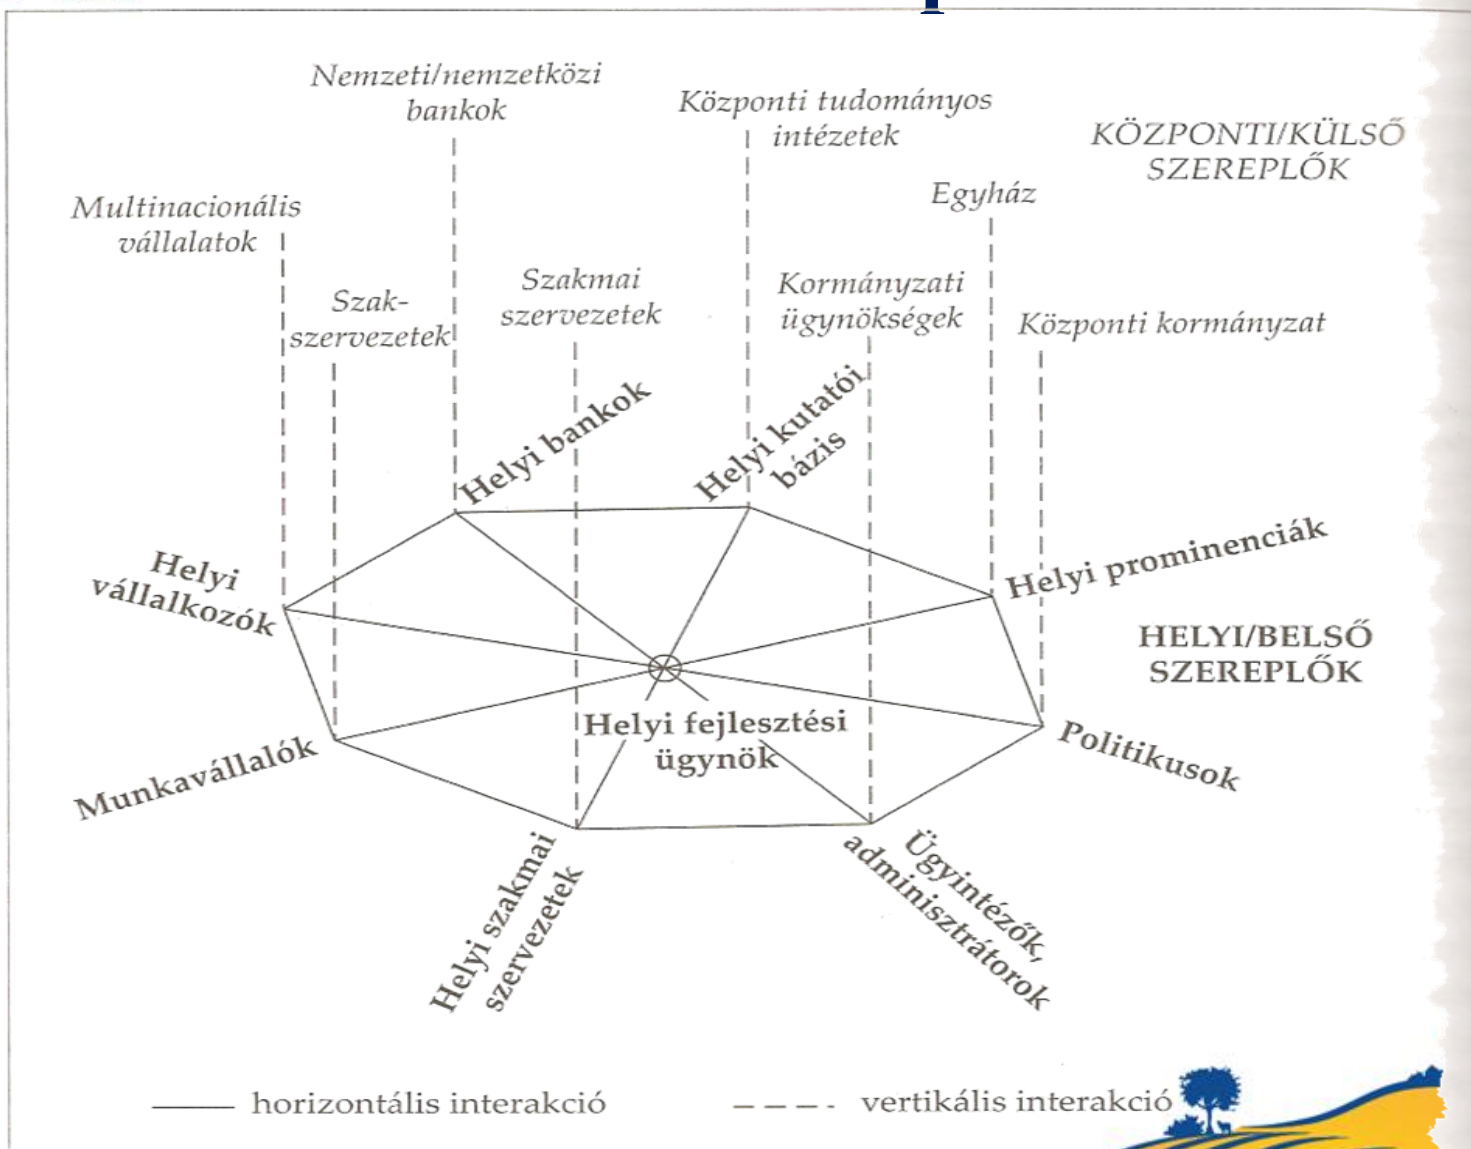 Nemzeti/nemzetközi
bankok
Központi tudományos
intézetek
KÖZPONTI/KÜLSŐ
SZEREPLŐK
Multinacionális
vállalatok
Egyház
Szak-
szervezetek
Szakmai
szervezetek
Kormányzati
ügynökségek
Központi kormányzat
Helyi bankok
Helyi kutatói
bázis
Helyi
vállalkozók
Helyi prominenciák
HELYI/BELSŐ
SZEREPLŐK
Helyi fejlesztési
ügynök
Munkavállalók
Politikusok
Helyi szakmai
szervezetek
Ügyintézők,
adminisztrátorok
horizontális interakció
vertikális interakció